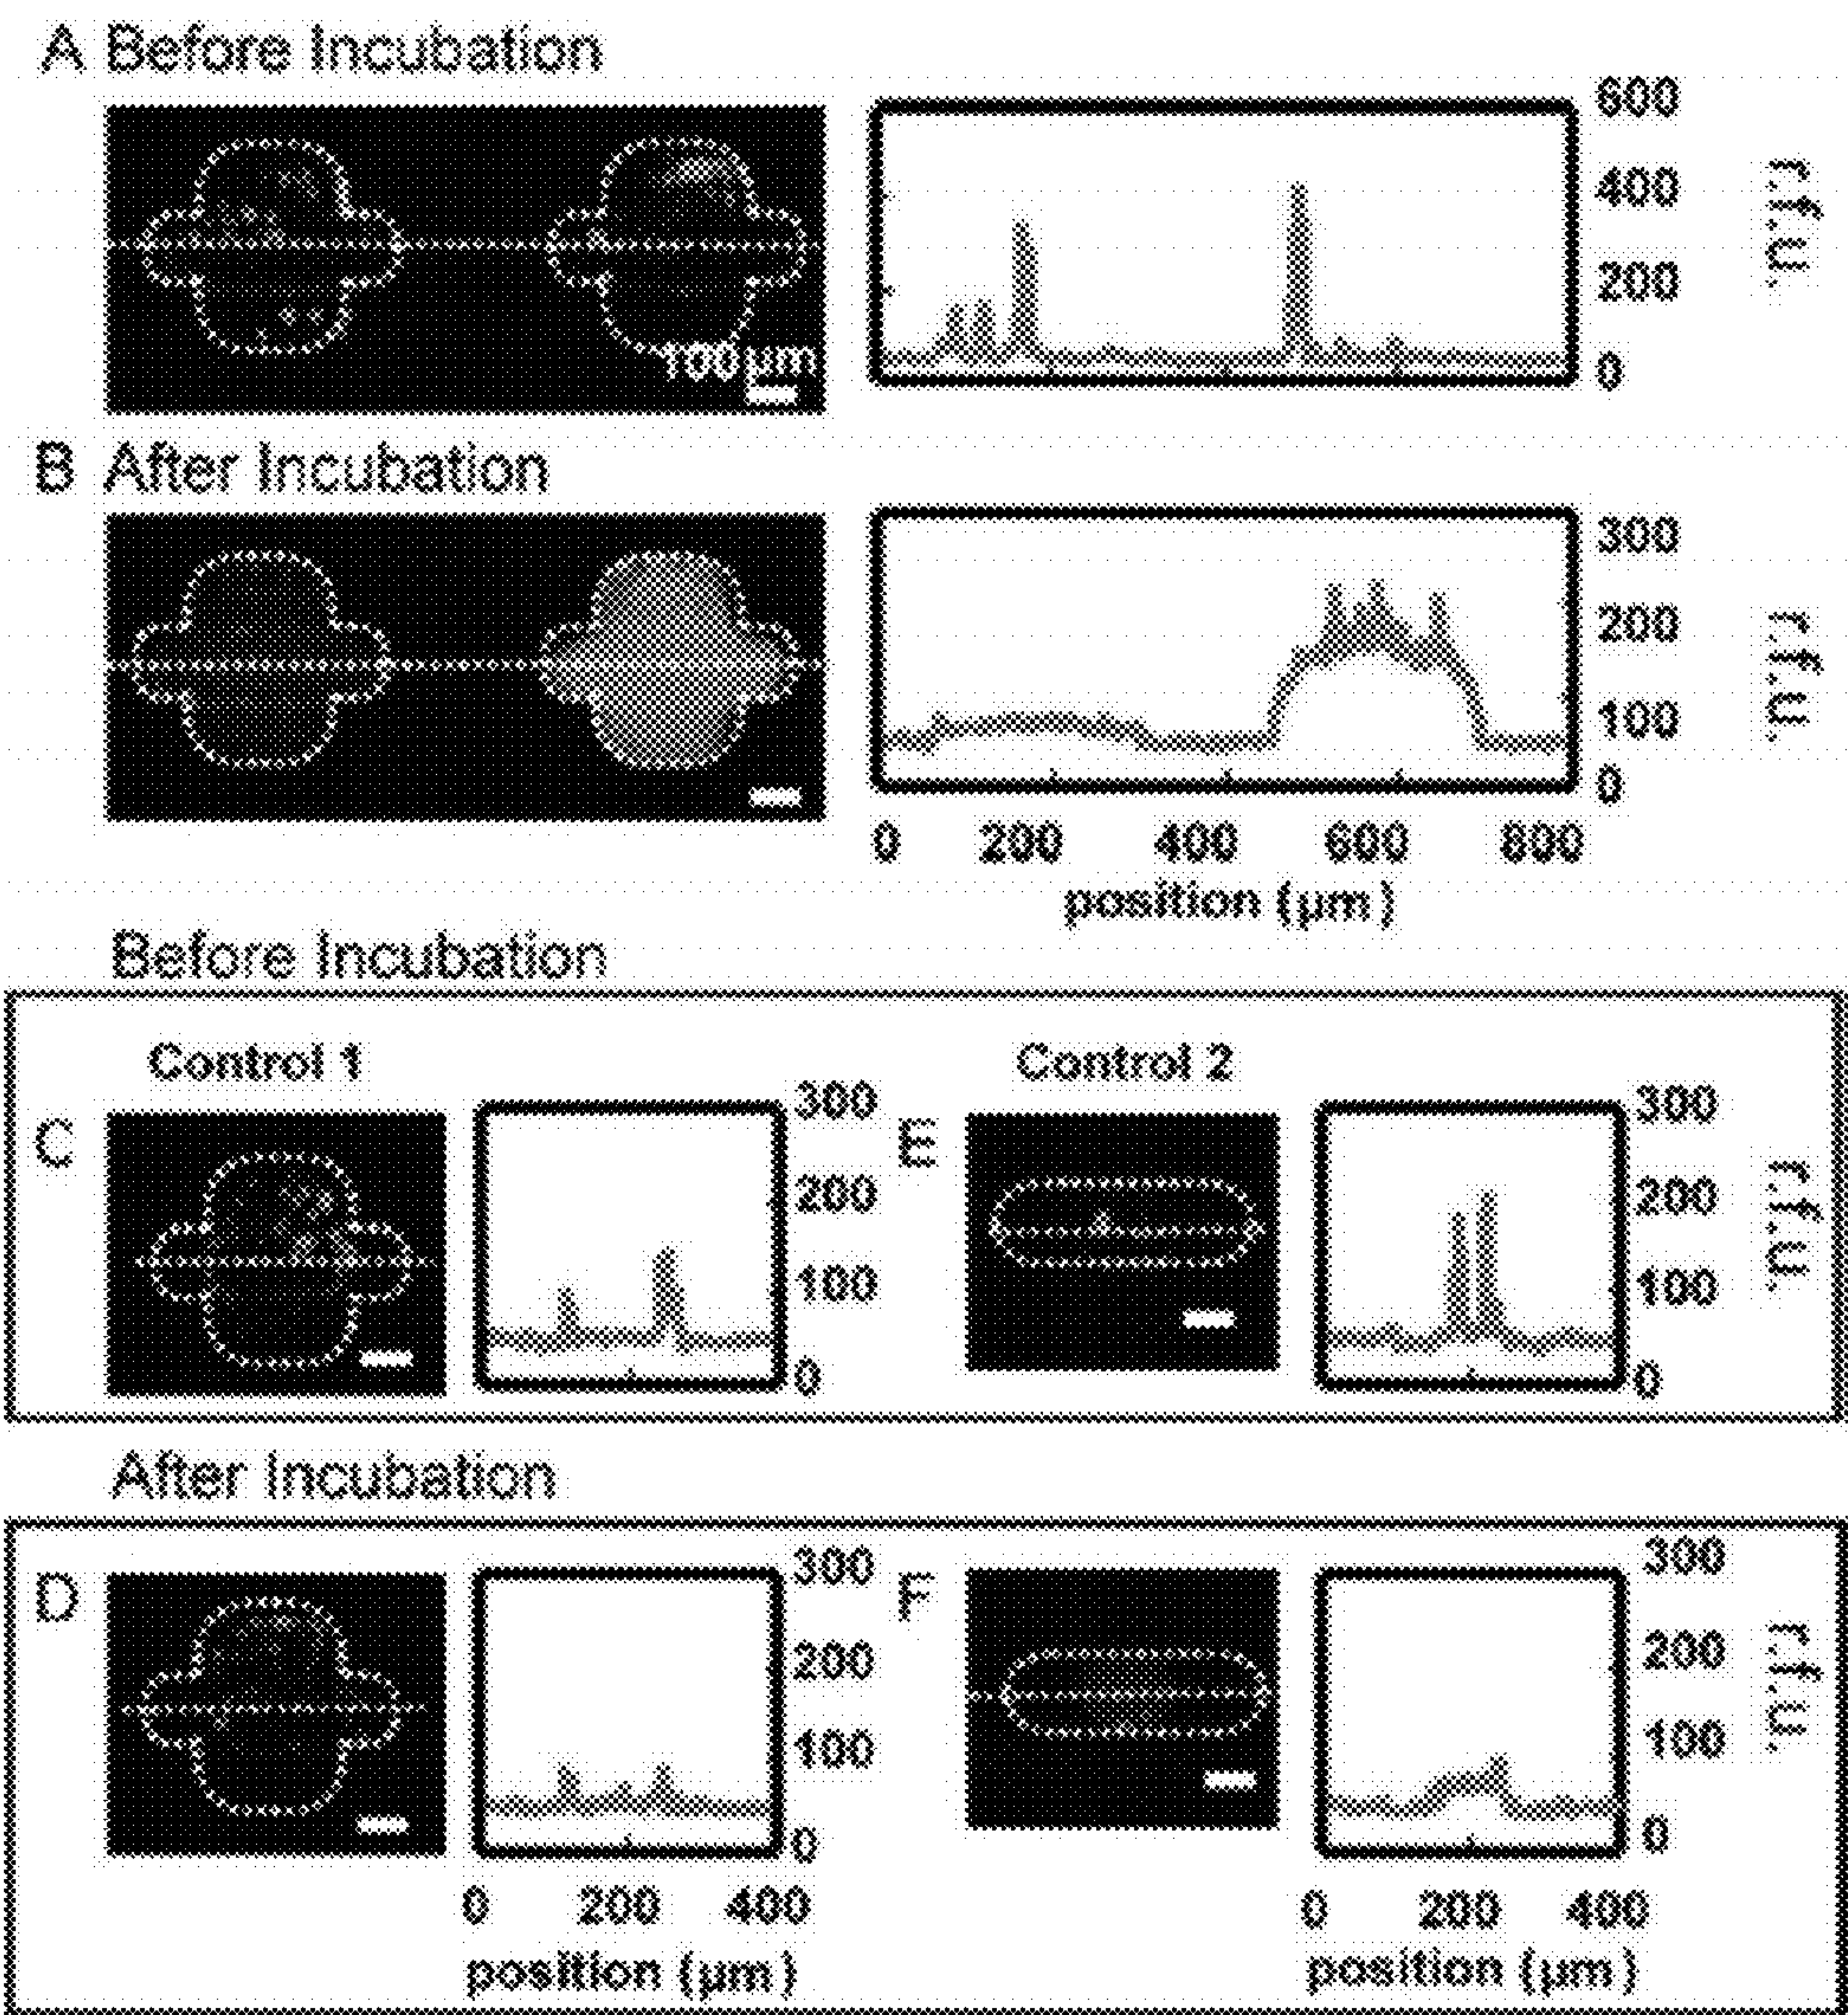 A Before Incubation
600
400
200
0
r.f.u.
100 µm
B After Incubation
300
200
100
0
r.f.u.
0 200 400 600 800
position (µm)
Before Incubation
Control 1
Control 2
C
300
200
100
0
E
300
200
100
0
r.f.u.
After Incubation
D
300
200
100
0
F
300
200
100
0
r.f.u.
0 200 400
position (µm)
0 200 400
position (µm)